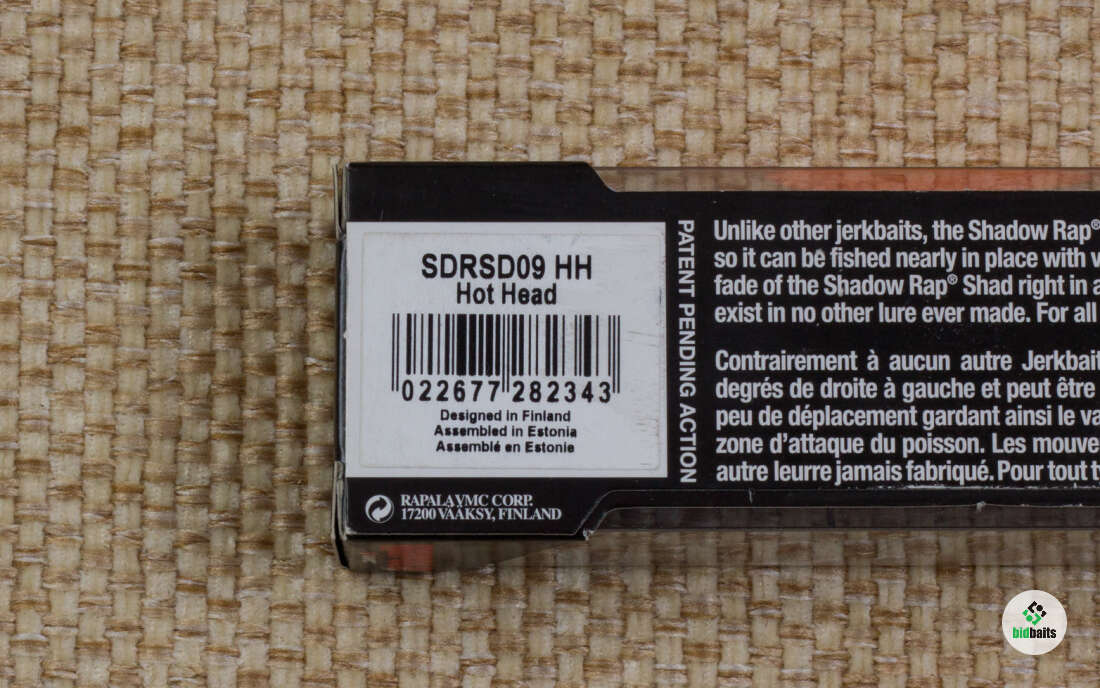 SDRSD09 HH
Hot Head
022677 282343
Designed in Finland
Assembled in Estonia
Assemblé en Estonie
RAPALA VMC CORP.
17200 VÄÄKSY, FINLAND
PATENT PENDING ACTION
Unlike other jerkbaits, the Shadow Rap®
so it can be fished nearly in place with v
fade of the Shadow Rap® Shad right in a
exist in no other lure ever made. For all
Contrairement à aucun autre Jerkbait
degrés de droite à gauche et peut être
peu de déplacement gardant ainsi le va
zone d’attaque du poisson. Les mouve
autre leurre jamais fabriqué. Pour tout t
bidbaits